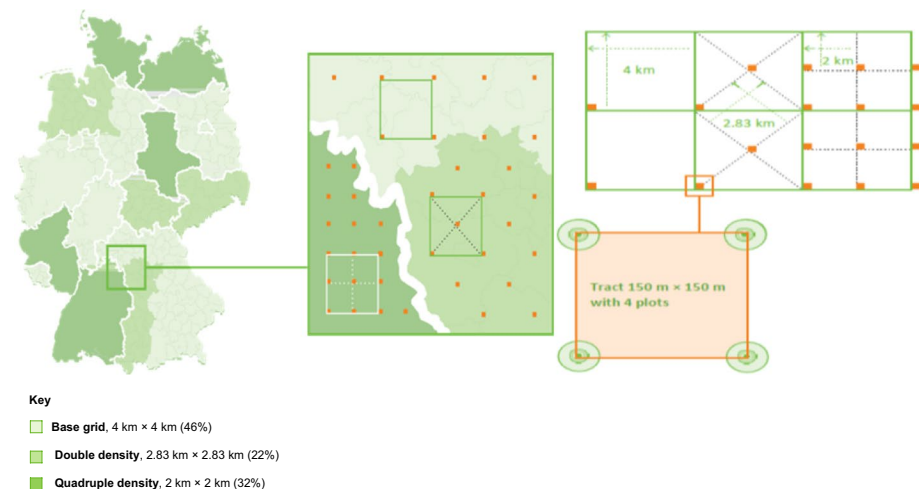 4 km
2 km
2.83 km
Tract 150 m × 150 m
with 4 plots
Key
Base grid, 4 km × 4 km (46%)
Double density, 2.83 km × 2.83 km (22%)
Quadruple density, 2 km × 2 km (32%)